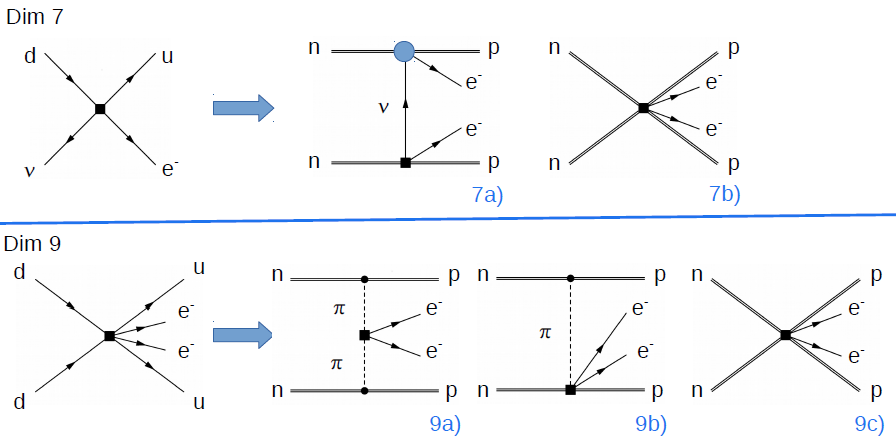 Dim 7
d u n p n p
e⁻ e⁻
ν
e⁻ e⁻
ν e⁻ n p n p
7a) 7b)
Dim 9
d u n p n p n p
e⁻ π e⁻ e⁻ e⁻
e⁻ π e⁻ π e⁻ e⁻
d u n p n p n p
9a) 9b) 9c)